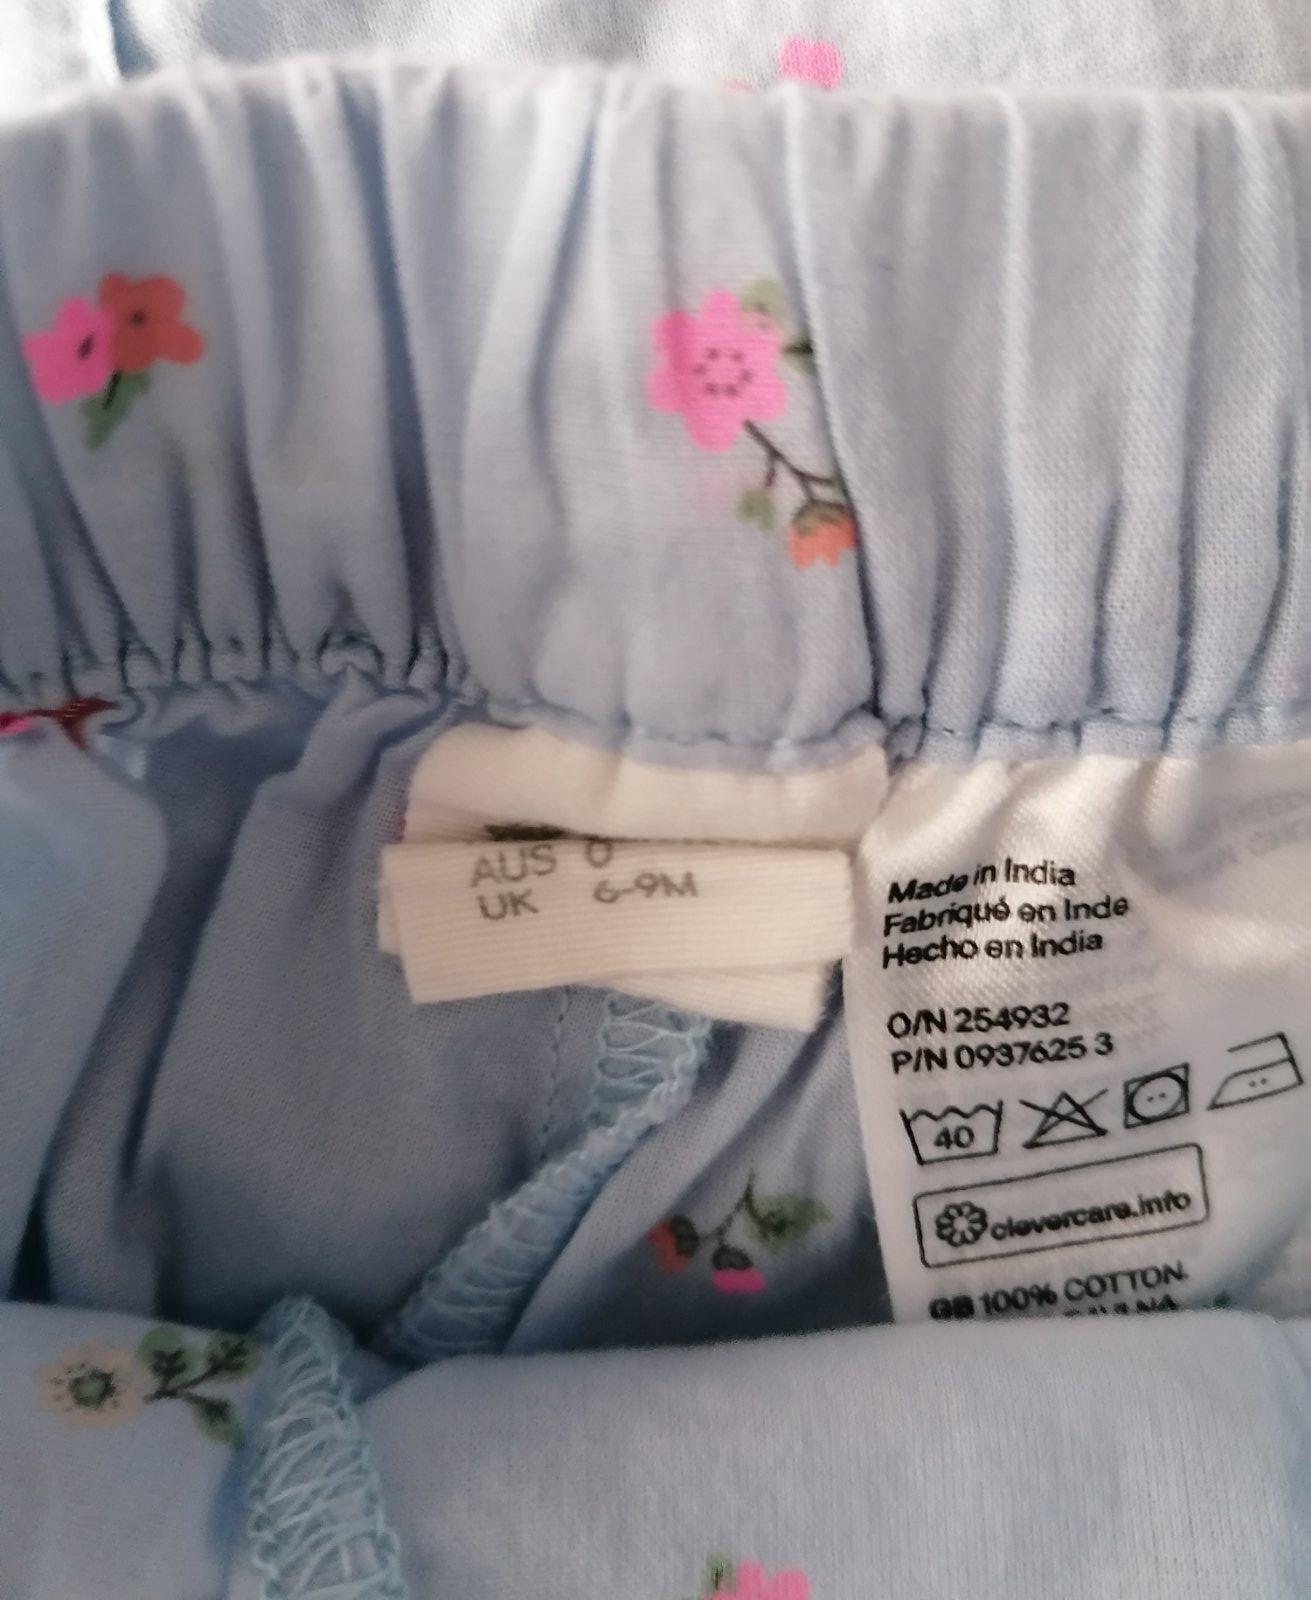 AUS 0
UK 6-9M
Made in India
Fabriqué en Inde
Hecho en India
O/N 254932
P/N 0937625 3
40
clevercare.info
GB 100% COTTON.